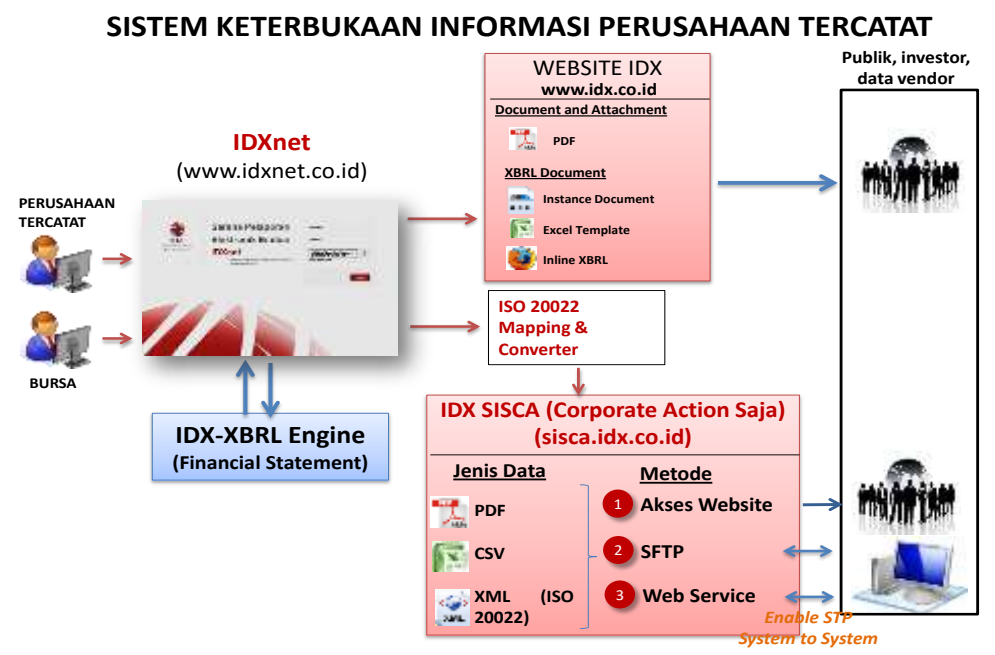 SISTEM KETERBUKAAN INFORMASI PERUSAHAAN TERCATAT
Publik, investor,
data vendor
WEBSITE IDX
www.idx.co.id
Document and Attachment
PDF
XBRL Document
Instance Document
Excel Template
Inline XBRL
IDXnet
(www.idxnet.co.id)
PERUSAHAAN
TERCATAT
BURSA
Elektronik
IDXnet
ISO 20022
Mapping &
Converter
IDX-XBRL Engine
(Financial Statement)
IDX SISCA (Corporate Action Saja)
(sisca.idx.co.id)
Jenis Data
PDF
CSV
XML (ISO
20022)
XML
Metode
1 Akses Website
2 SFTP
3 Web Service
Enable STP
System to System